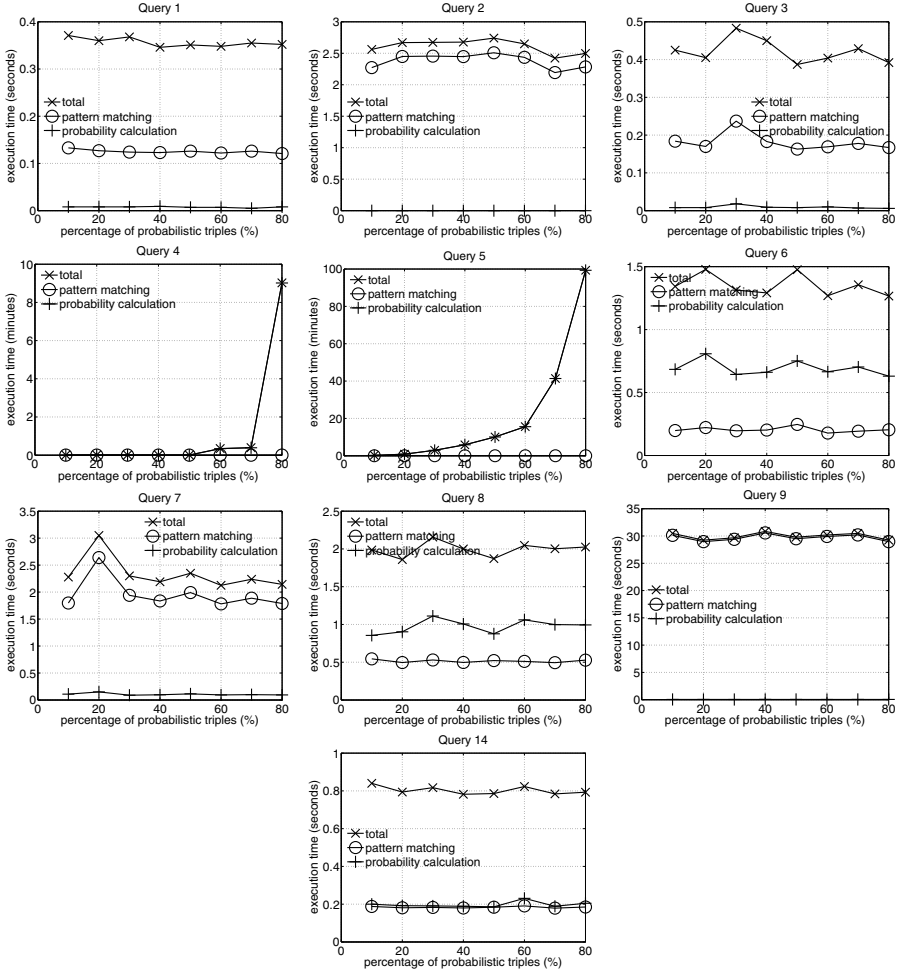 Query 1
0.4
0.3
0.2
0.1
0
execution time (seconds)
total
pattern matching
probability calculation
0
20
40
60
80
percentage of probabilistic triples (%)
Query 2
3
2.5
2
1.5
1
0.5
0
execution time (seconds)
total
pattern matching
probability calculation
0
20
40
60
80
percentage of probabilistic triples (%)
Query 3
0.5
0.4
0.3
0.2
0.1
0
execution time (seconds)
total
pattern matching
probability calculation
0
20
40
60
80
percentage of probabilistic triples (%)
Query 4
10
8
6
4
2
0
execution time (minutes)
total
pattern matching
probability calculation
0
20
40
60
80
percentage of probabilistic triples (%)
Query 5
100
80
60
40
20
0
execution time (minutes)
total
pattern matching
probability calculation
0
20
40
60
80
percentage of probabilistic triples (%)
Query 6
1.5
1
0.5
0
execution time (seconds)
total
pattern matching
probability calculation
0
20
40
60
80
percentage of probabilistic triples (%)
Query 7
3.5
3
2.5
2
1.5
1
0.5
0
execution time (seconds)
total
pattern matching
probability calculation
0
20
40
60
80
percentage of probabilistic triples (%)
Query 8
2.5
2
1.5
1
0.5
0
execution time (seconds)
total
pattern matching
probability calculation
0
20
40
60
80
percentage of probabilistic triples (%)
Query 9
35
30
25
20
15
10
5
0
execution time (seconds)
total
pattern matching
probability calculation
0
20
40
60
80
percentage of probabilistic triples (%)
Query 14
1
0.8
0.6
0.4
0.2
0
execution time (seconds)
total
pattern matching
probability calculation
0
20
40
60
80
percentage of probabilistic triples (%)